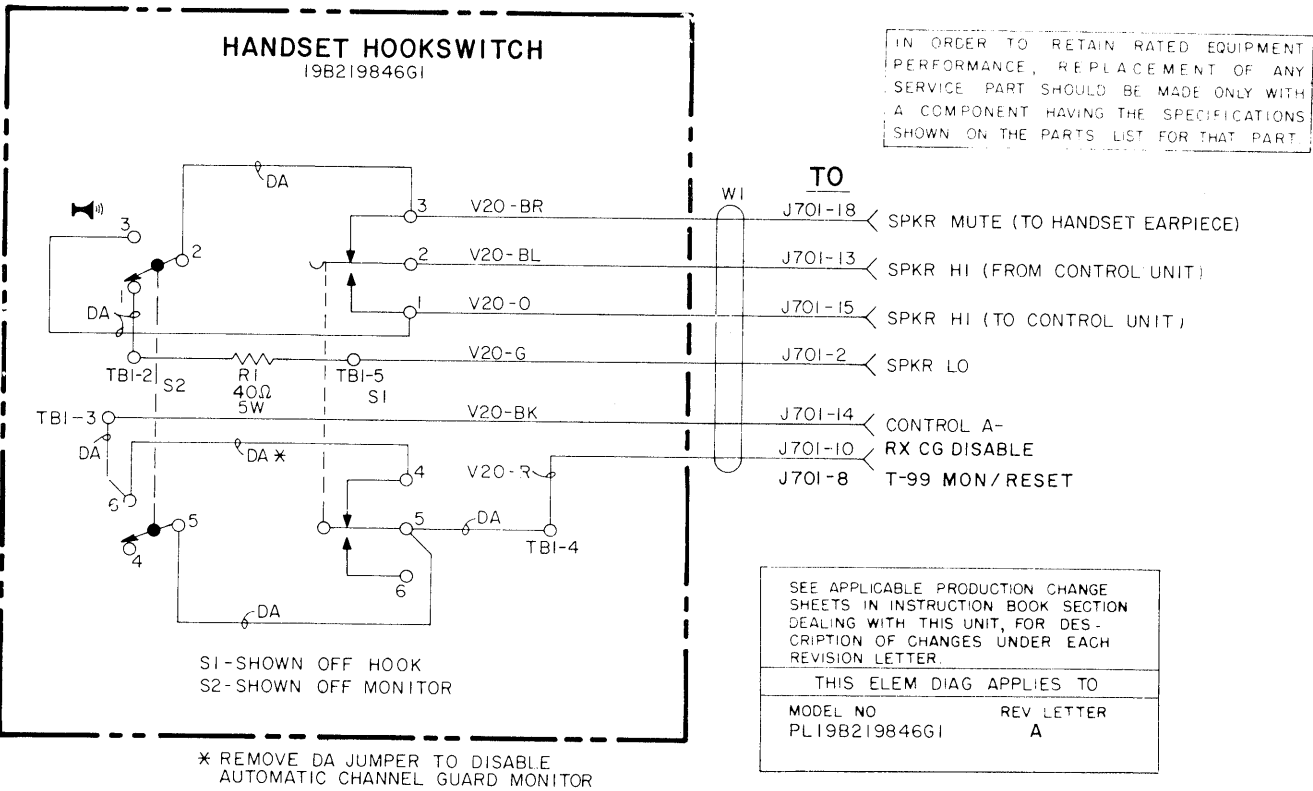 HANDSET HOOKSWITCH
19B219846G1
IN ORDER TO RETAIN RATED EQUIPMENT
PERFORMANCE, REPLACEMENT OF ANY
SERVICE PART SHOULD BE MADE ONLY WITH
A COMPONENT HAVING THE SPECIFICATIONS
SHOWN ON THE PARTS LIST FOR THAT PART.
TO
W1
DA
3
V20-BR
J701-18
SPKR MUTE (TO HANDSET EARPIECE)
3
2
2
V20-BL
J701-13
SPKR HI (FROM CONTROL UNIT)
1
DA
1
V20-O
J701-15
SPKR HI (TO CONTROL UNIT)
TB1-2
S2
R1
40Ω
5W
TB1-5
S1
V20-G
J701-2
SPKR LO
TB1-3
V20-BK
J701-14
CONTROL A-
DA
DA *
4
V20-R
J701-10
RX CG DISABLE
J701-8
T-99 MON/RESET
6
5
4
5
DA
TB1-4
6
DA
S1-SHOWN OFF HOOK
S2-SHOWN OFF MONITOR
* REMOVE DA JUMPER TO DISABLE
AUTOMATIC CHANNEL GUARD MONITOR
SEE APPLICABLE PRODUCTION CHANGE
SHEETS IN INSTRUCTION BOOK SECTION
DEALING WITH THIS UNIT, FOR DES-
CRIPTION OF CHANGES UNDER EACH
REVISION LETTER.
THIS ELEM DIAG APPLIES TO
MODEL NO REV LETTER
PL19B219846G1 A